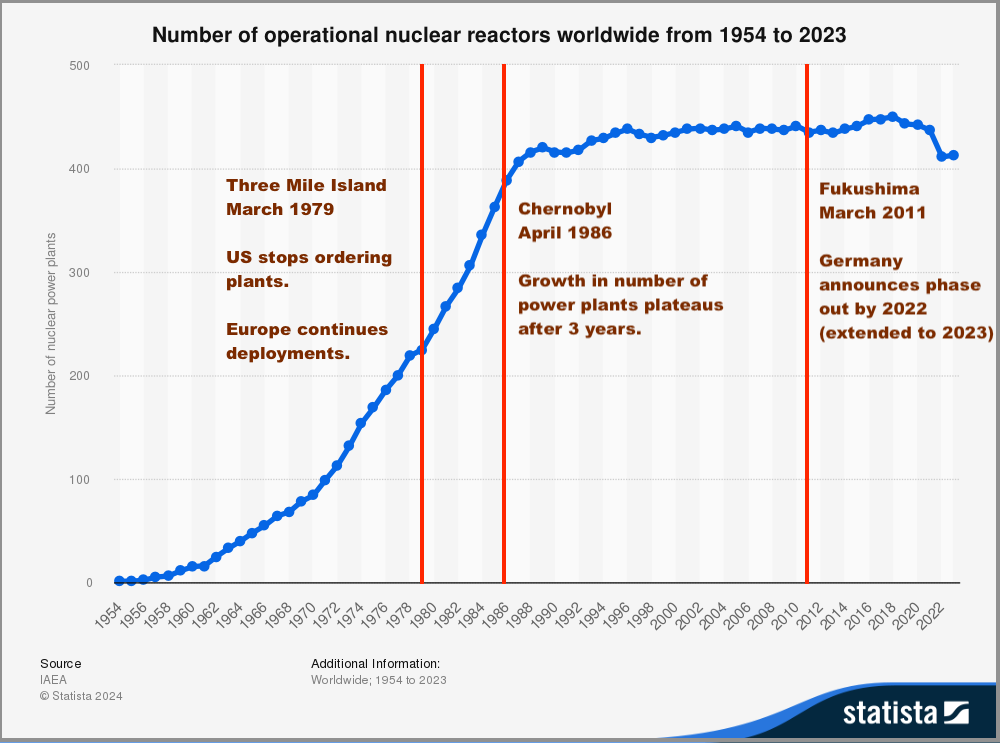 Number of operational nuclear reactors worldwide from 1954 to 2023
Number of nuclear power plants
500
400
300
200
100
0
Three Mile Island
March 1979
US stops ordering
plants.
Europe continues
deployments.
Chernobyl
April 1986
Growth in number of
power plants plateaus
after 3 years.
Fukushima
March 2011
Germany
announces phase
out by 2022
(extended to 2023)
1954 1956 1958 1960 1962 1964 1966 1968 1970 1972 1974 1976 1978 1980 1982 1984 1986 1988 1990 1992 1994 1996 1998 2000 2002 2004 2006 2008 2010 2012 2014 2016 2018 2020 2022
Source
IAEA
© Statista 2024
Additional Information:
Worldwide; 1954 to 2023
statista